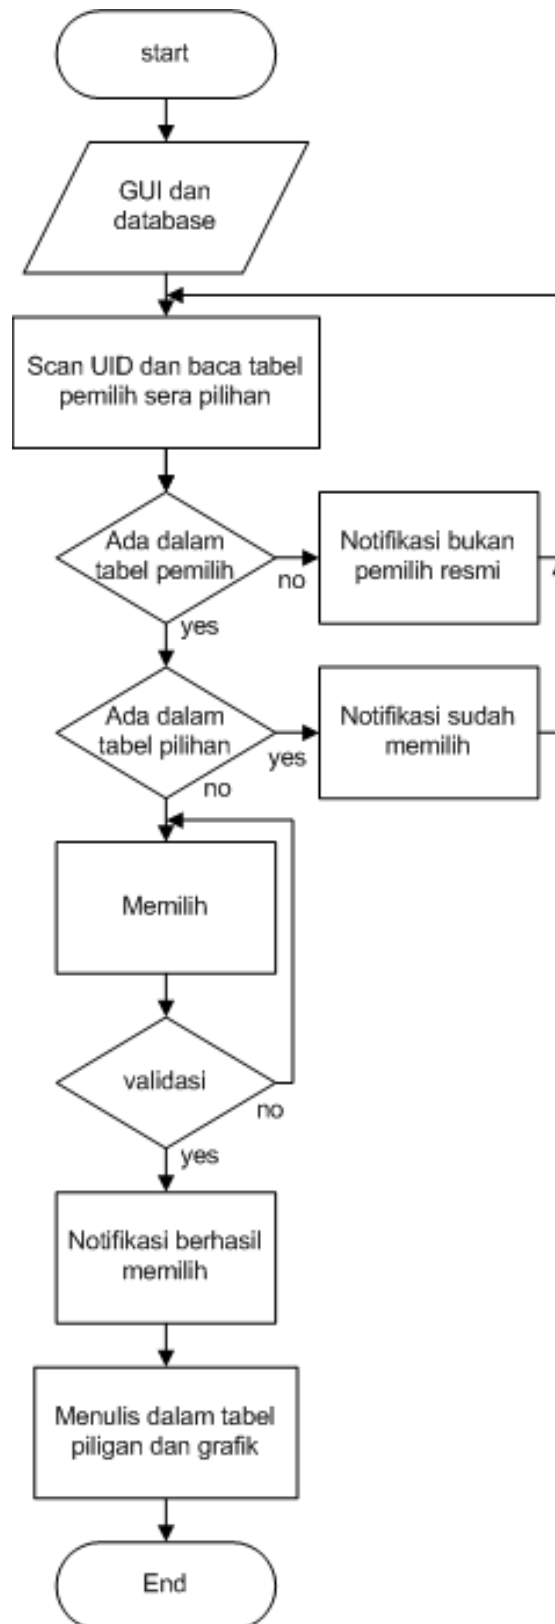 start
GUI dan
database
Scan UID dan baca tabel
pemilih sera pilihan
Ada dalam
tabel pemilih
no
yes
Notifikasi bukan
pemilih resmi
Ada dalam
tabel pilihan
yes
no
Notifikasi sudah
memilih
Memilih
validasi
no
yes
Notifikasi berhasil
memilih
Menulis dalam tabel
piligan dan grafik
End